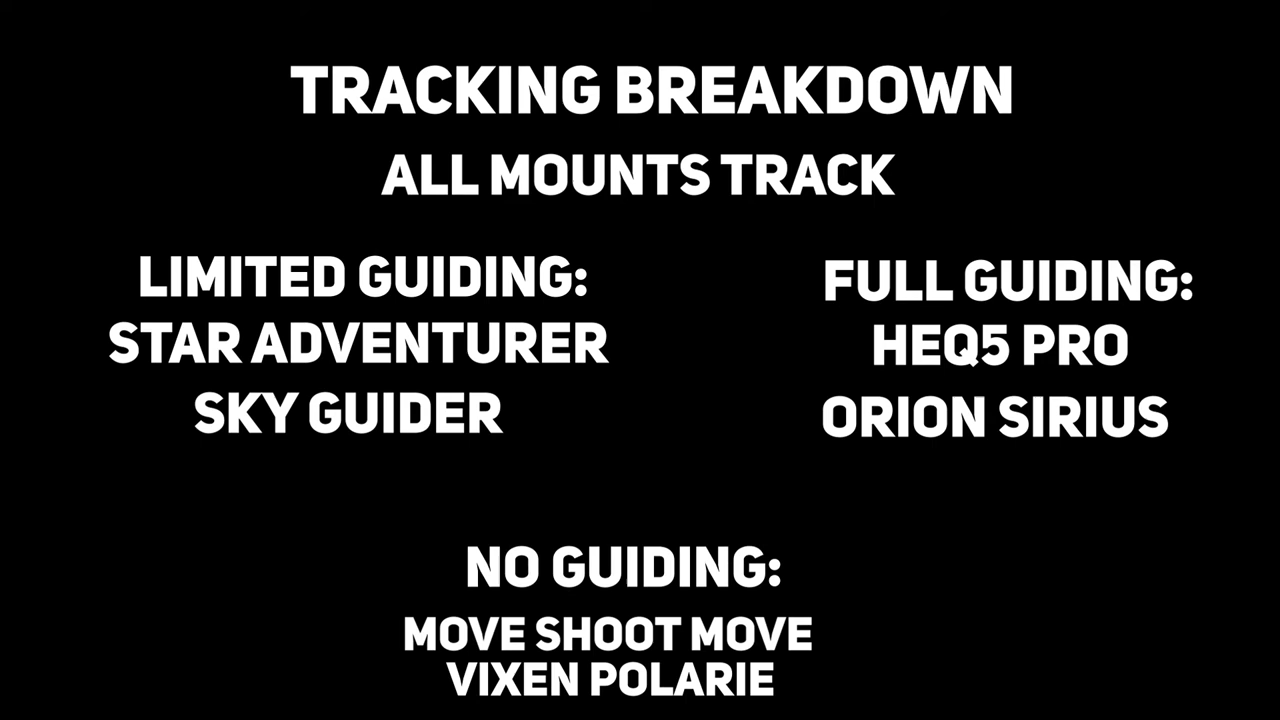 TRACKING BREAKDOWN
ALL MOUNTS TRACK
LIMITED GUIDING:
STAR ADVENTURER
SKY GUIDER
FULL GUIDING:
HEQ5 PRO
ORION SIRIUS
NO GUIDING:
MOVE SHOOT MOVE
VIXEN POLARIE